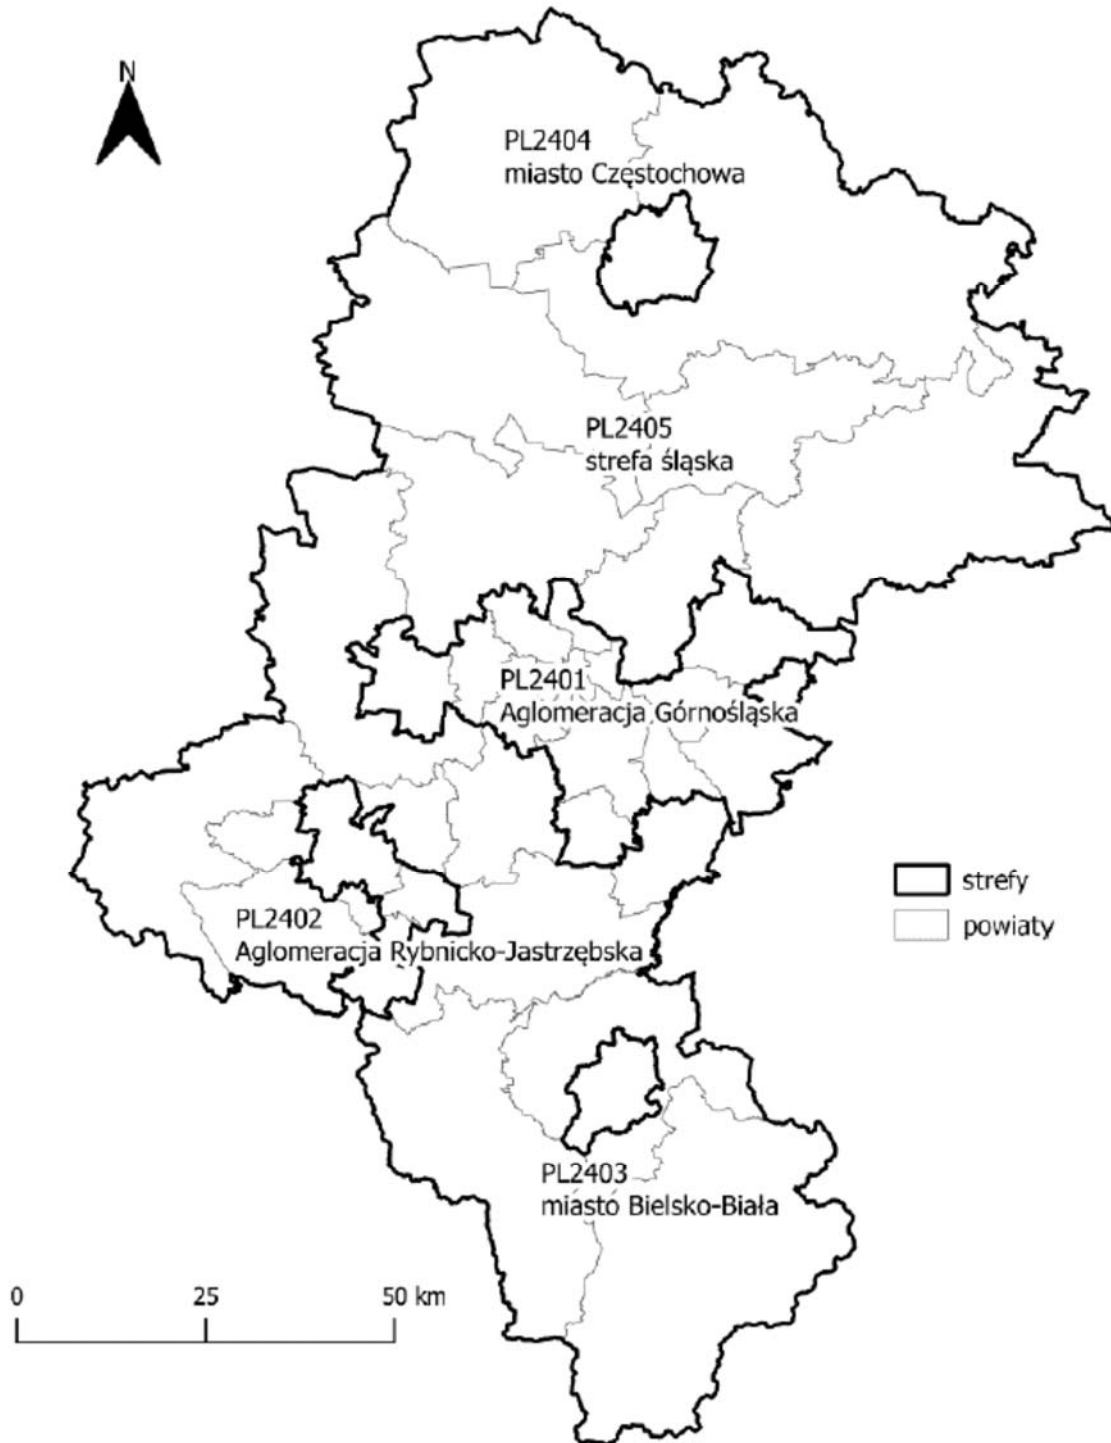 N
PL2404
miasto Częstochowa
PL2405
strefa śląska
PL2401
Aglomeracja Górnośląska
strefy
powiaty
PL2402
Aglomeracja Rybnicko-Jastrzębska
PL2403
miasto Bielsko-Biała
0 25 50 km